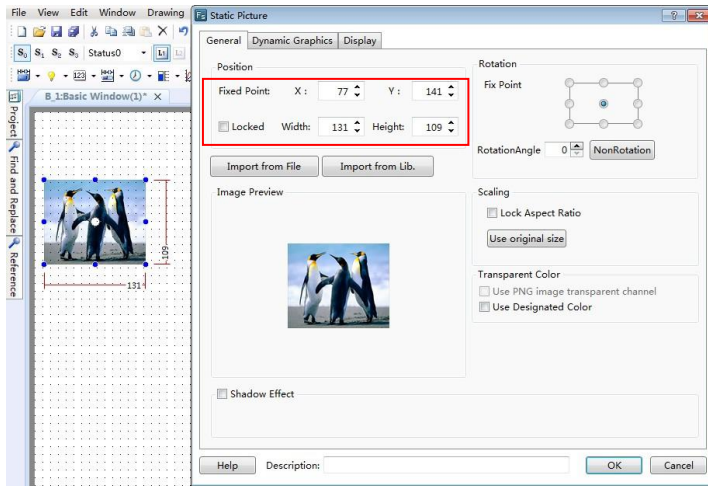 File View Edit Window Drawing
S0 S1 S2 S3 Status0 L1
123
B_1:Basic Window(1)* X
Project
Find and Replace
Reference
109
131
Fs Static Picture
General Dynamic Graphics Display
Position
Fixed Point: X : 77 Y : 141
Locked Width: 131 Height: 109
Import from File Import from Lib.
Image Preview
Shadow Effect
Rotation
Fix Point
RotationAngle 0 NonRotation
Scaling
Lock Aspect Ratio
Use original size
Transparent Color
Use PNG image transparent channel
Use Designated Color
Help Description: OK Cancel